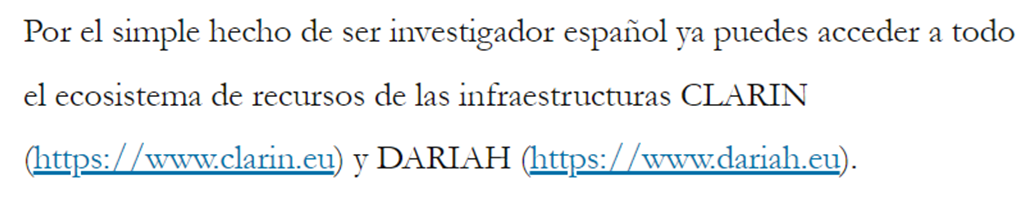 Por el simple hecho de ser investigador español ya puedes acceder a todo
el ecosistema de recursos de las infraestructuras CLARIN
(https://www.clarin.eu) y DARIAH (https://www.dariah.eu).